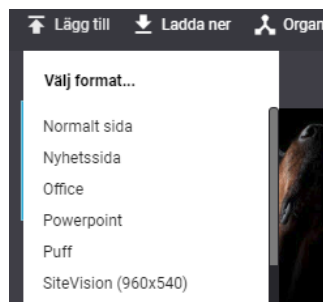 Lägg till Ladda ner Organ
Välj format...
Normalt sida
Nyhetssida
Office
Powerpoint
Puff
SiteVision (960x540)